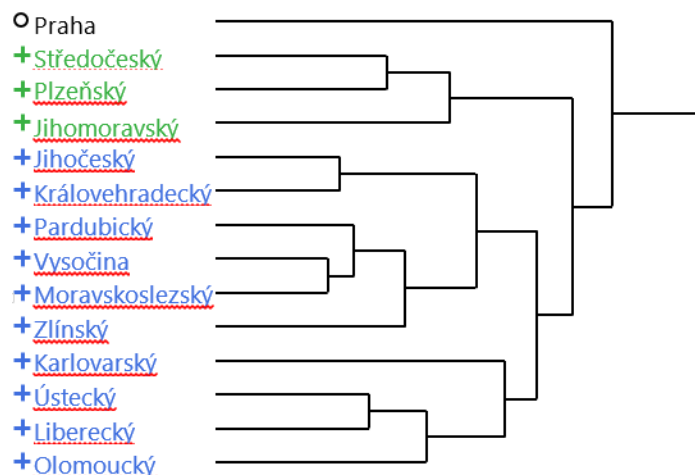 Praha
Středočeský
Plzeňský
Jihomoravský
Jihočeský
Královehradecký
Pardubický
Vysočina
Moravskoslezský
Zlínský
Karlovarský
Ústecký
Liberecký
Olomoucký